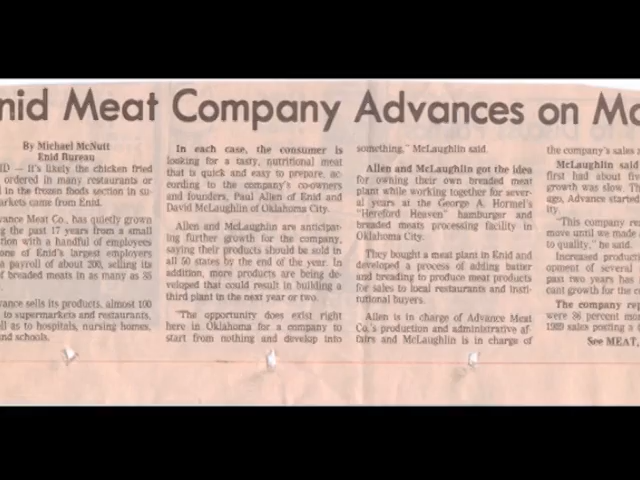 nid Meat Company Advances on Mo
By Michael McNutt
Enid Bureau
ID — It's likely the chicken fried
ordered in many restaurants or
in the frozen foods section in su-
arkets came from Enid.
vance Meat Co., has quietly grown
the past 17 years from a small
tion with a handful of employees
one of Enid's largest employers
a payroll of about 200, selling its
breaded meats in as many as 35
vance sells its products, almost 100
to supermarkets and restaurants,
ll as to hospitals, nursing homes,
and schools.
In each case, the consumer is
looking for a tasty, nutritional meat
that is quick and easy to prepare, ac-
cording to the company's co-owners
and founders, Paul Allen of Enid and
David McLaughlin of Oklahoma City.
Allen and McLaughlin are anticipat-
ing further growth for the company,
saying their products should be sold in
all 50 states by the end of the year. In
addition, more products are being de-
veloped that could result in building a
third plant in the next year or two.
"The opportunity does exist right
here in Oklahoma for a company to
start from nothing and develop into
something," McLaughlin said.
Allen and McLaughlin got the idea
for owning their own breaded meat
plant while working together for sever-
al years at the George A. Hormel's
"Hereford Heaven" hamburger and
breaded meats processing facility in
Oklahoma City.
They bought a meat plant in Enid and
developed a process of adding batter
and breading to produce meat products
for sales to local restaurants and insti-
tutional buyers.
Allen is in charge of Advance Meat
Co.'s production and administrative af-
fairs and McLaughlin is in charge of
the company's sales
McLaughlin said
first had about five
growth was slow. T
ago, Advance started
ity.
"This company re
move until we made
to quality," he said.
Increased producti
opment of several
past two years has
cant growth for the c
The company rep
were 36 percent mo
1989 sales posting a
See MEAT,